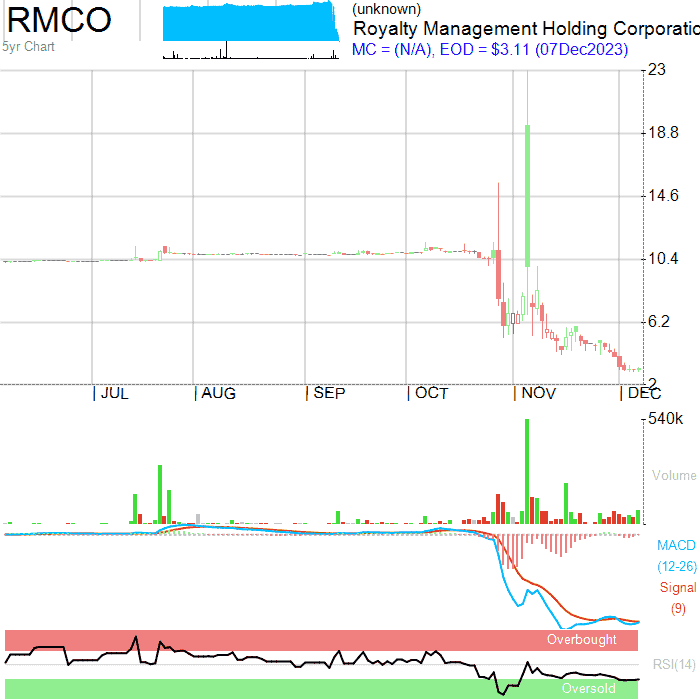 RMCO
5yr Chart
(unknown)
Royalty Management Holding Corporatio
MC = (N/A), EOD = $3.11 (07Dec2023)
23
18.8
14.6
10.4
6.2
2
JUL
AUG
SEP
OCT
NOV
DEC
540k
Volume
MACD
(12-26)
Signal
(9)
Overbought
RSI(14)
Oversold